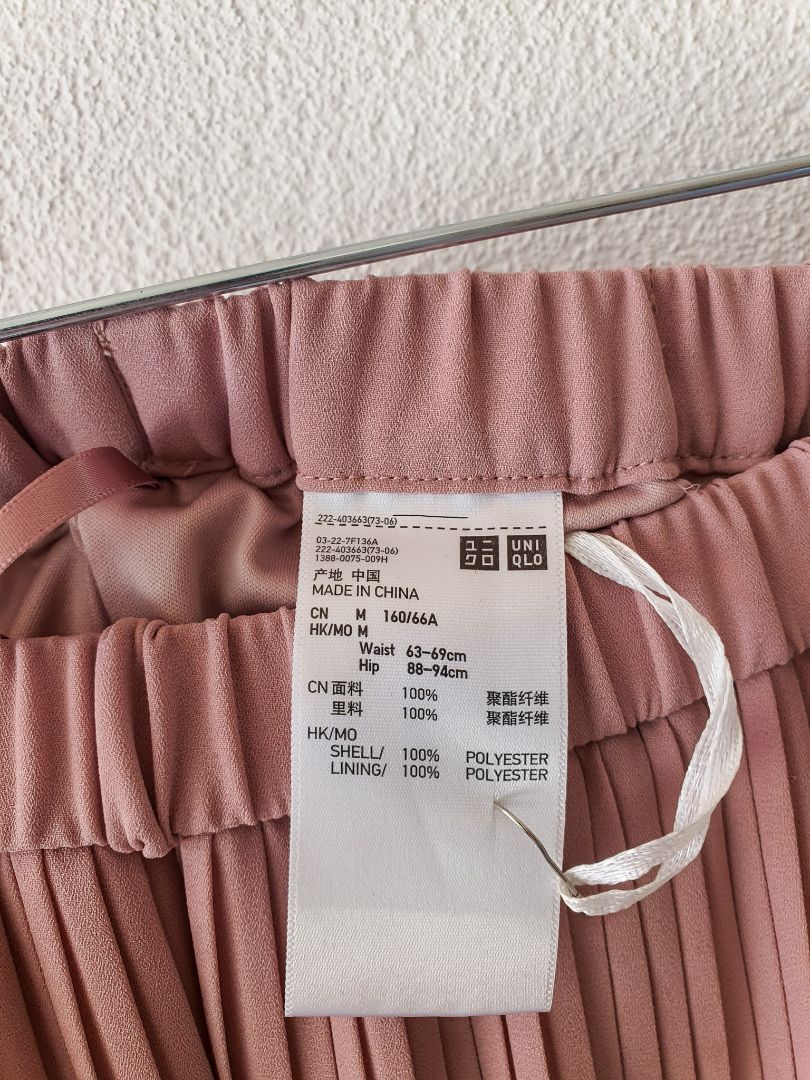 222-403663(73-06)
03-22-7F136A
222-403663(73-06)
1388-0075-009H
ユニ
クロ
UNI
QLO
产地 中国
MADE IN CHINA
CN M 160/66A
HK/MO M
Waist 63-69cm
Hip 88-94cm
CN 面料 100% 聚酯纤维
里料 100% 聚酯纤维
HK/MO
SHELL/ 100% POLYESTER
LINING/ 100% POLYESTER